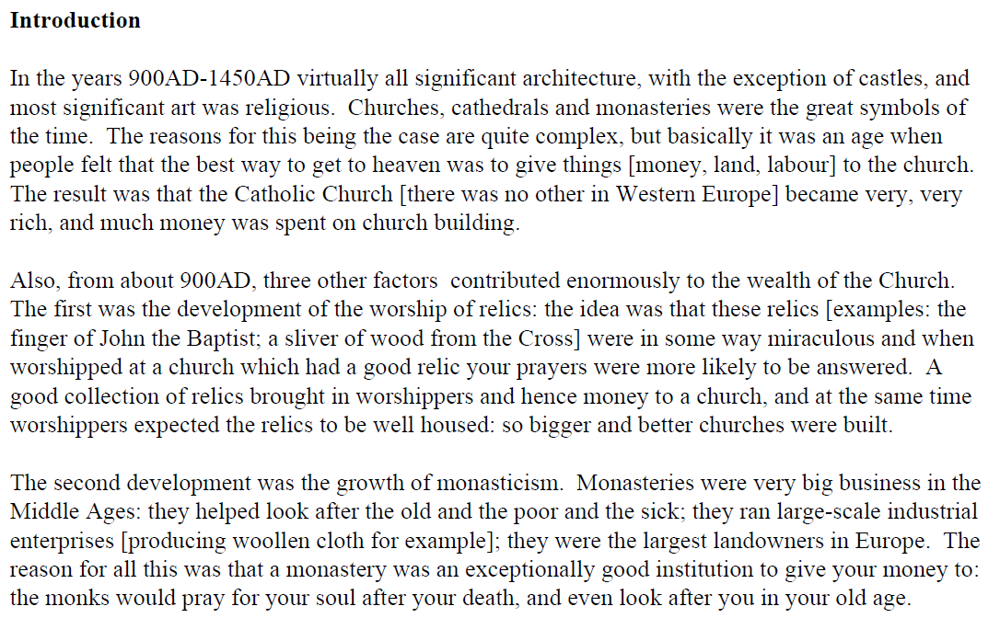 Introduction
In the years 900AD-1450AD virtually all significant architecture, with the exception of castles, and
most significant art was religious.  Churches, cathedrals and monasteries were the great symbols of
the time.  The reasons for this being the case are quite complex, but basically it was an age when
people felt that the best way to get to heaven was to give things [money, land, labour] to the church.
The result was that the Catholic Church [there was no other in Western Europe] became very, very
rich, and much money was spent on church building.
Also, from about 900AD, three other factors  contributed enormously to the wealth of the Church.
The first was the development of the worship of relics: the idea was that these relics [examples: the
finger of John the Baptist; a sliver of wood from the Cross] were in some way miraculous and when
worshipped at a church which had a good relic your prayers were more likely to be answered.  A
good collection of relics brought in worshippers and hence money to a church, and at the same time
worshippers expected the relics to be well housed: so bigger and better churches were built.
The second development was the growth of monasticism.  Monasteries were very big business in the
Middle Ages: they helped look after the old and the poor and the sick; they ran large-scale industrial
enterprises [producing woollen cloth for example]; they were the largest landowners in Europe.  The
reason for all this was that a monastery was an exceptionally good institution to give your money to:
the monks would pray for your soul after your death, and even look after you in your old age.